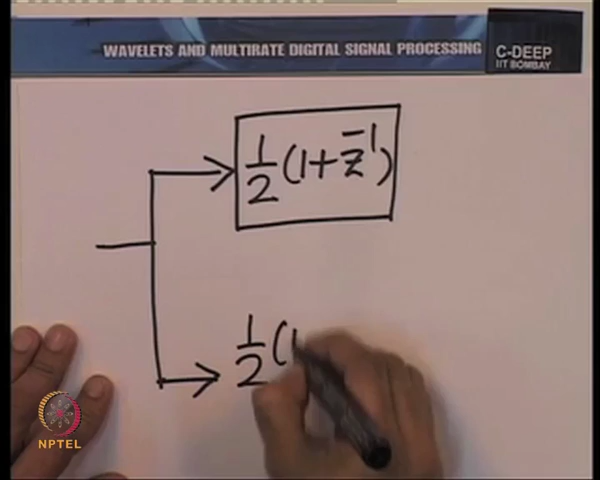 WAVELETS AND MULTIRATE DIGITAL SIGNAL PROCESSING
C-DEEP
IIT BOMBAY
1/2 (1+z̄¹)
1/2 (1
NPTEL